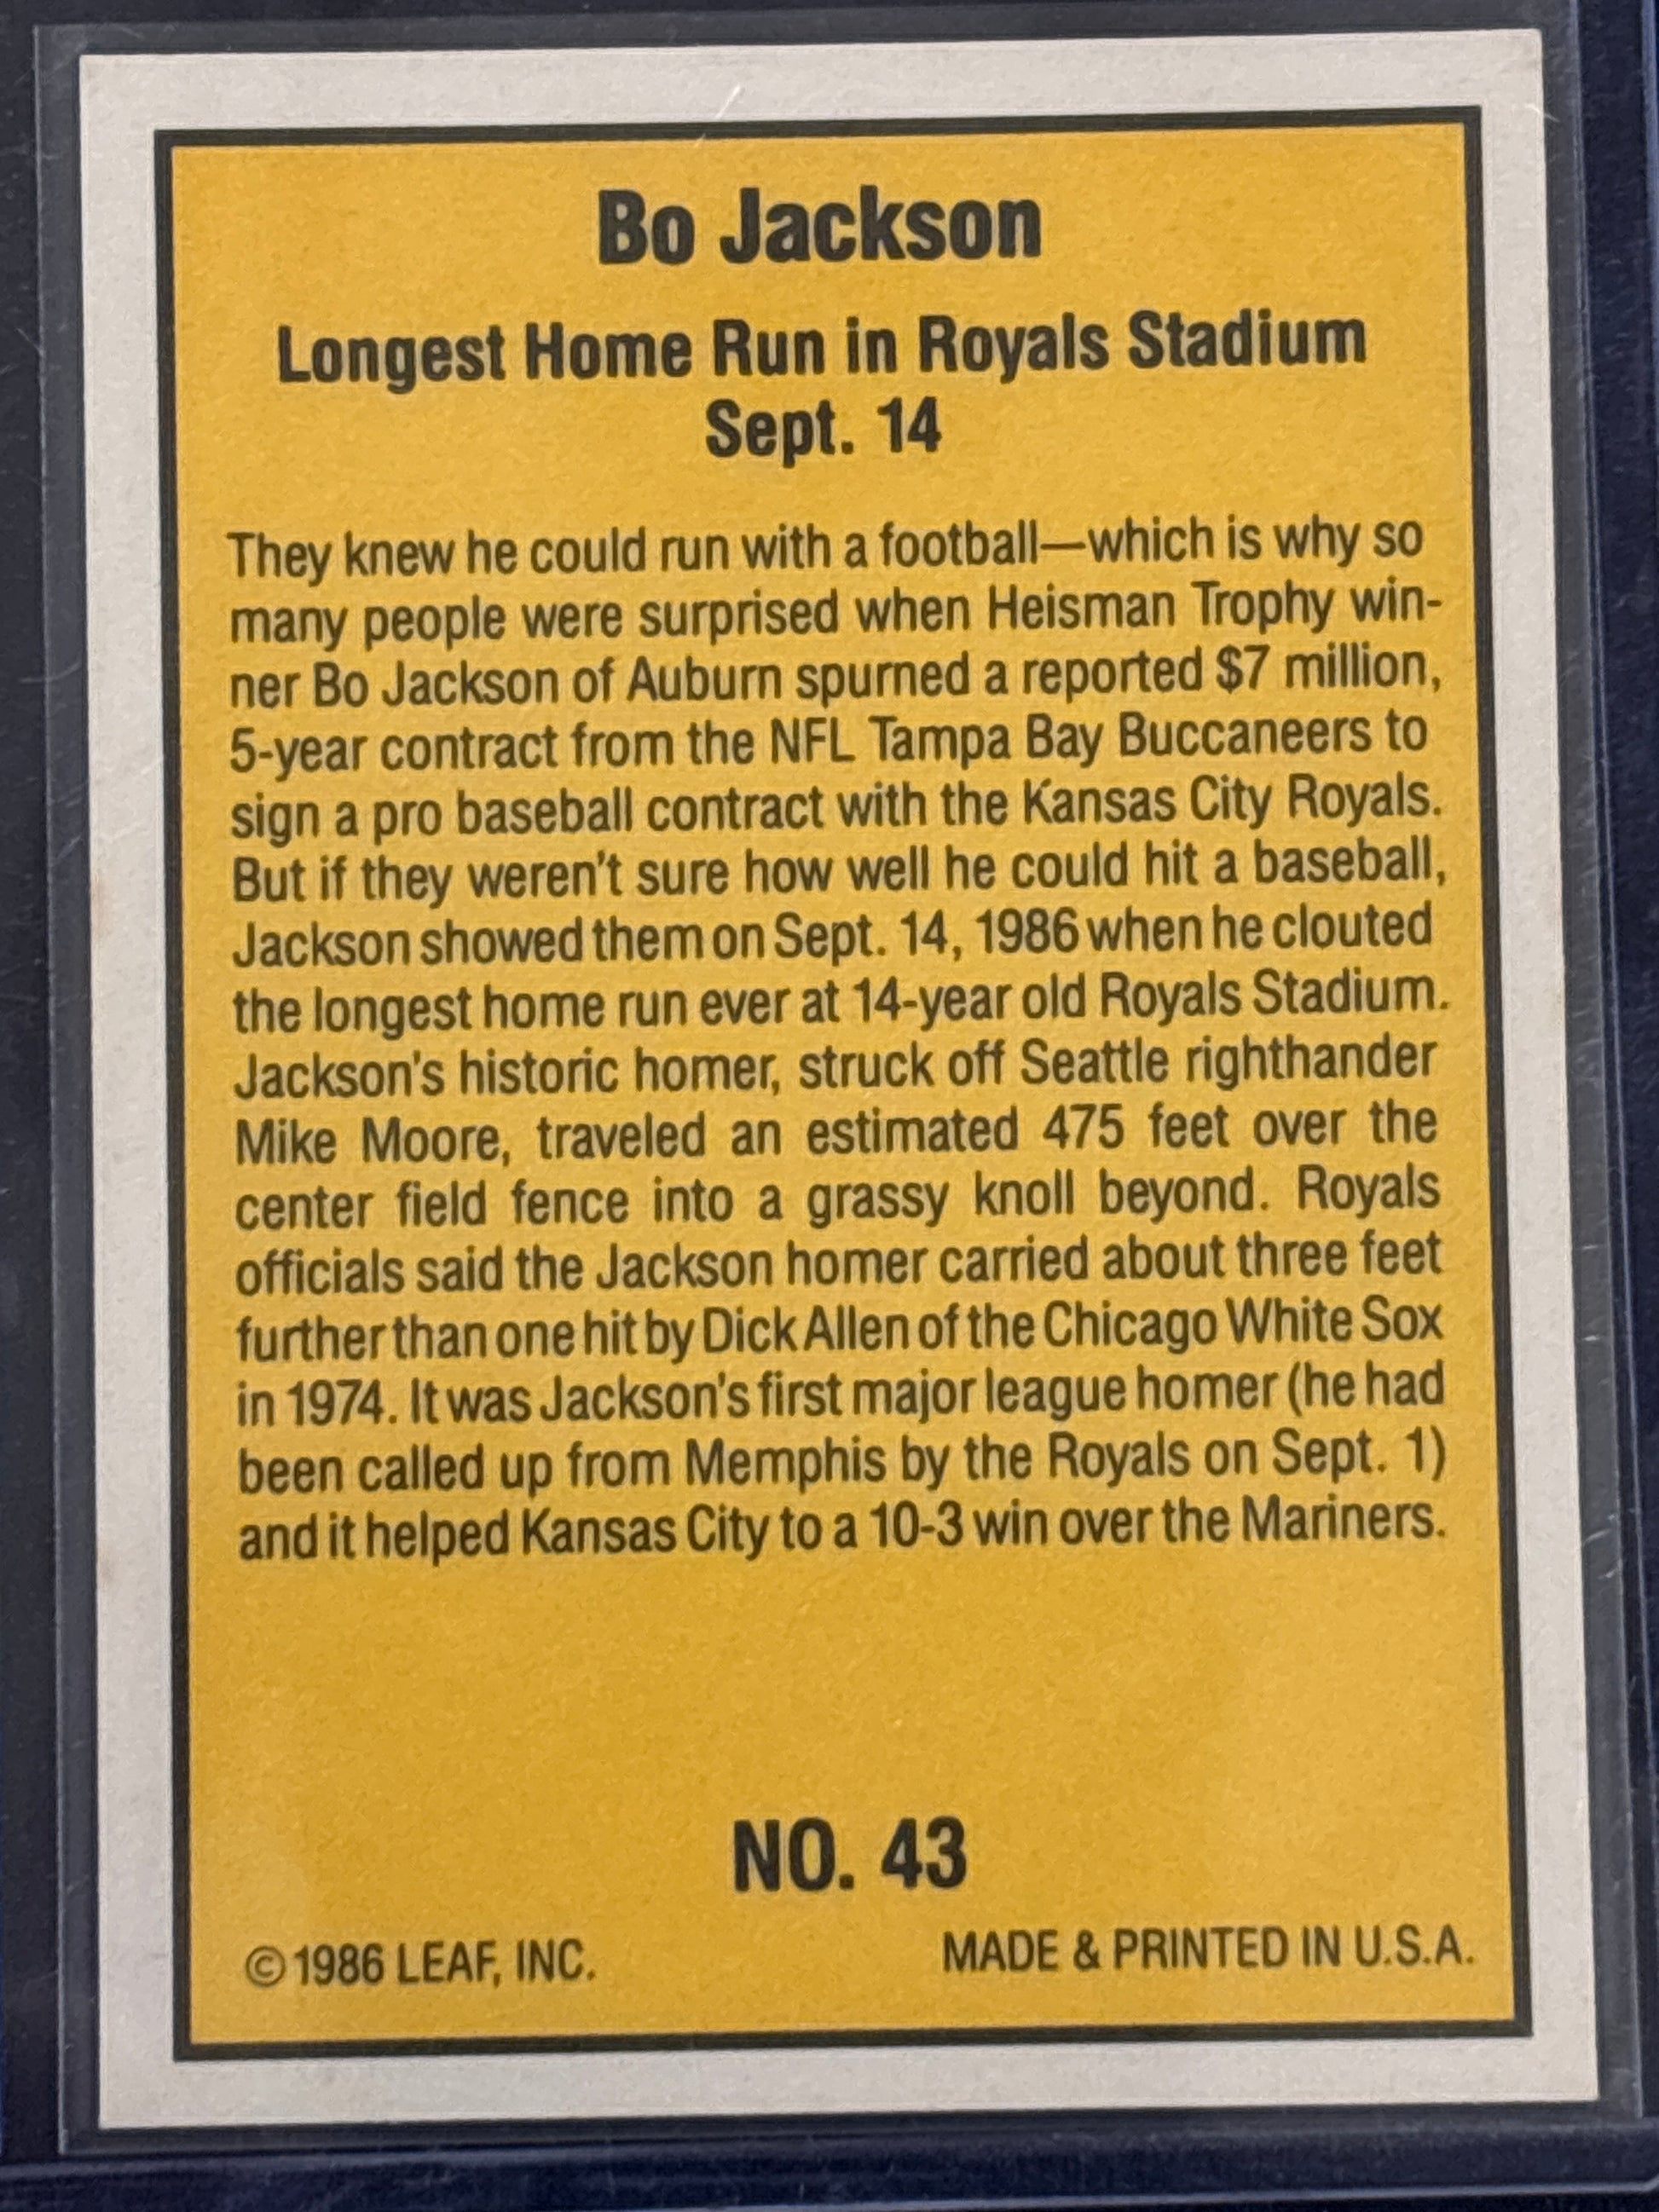 Bo Jackson
Longest Home Run in Royals Stadium
Sept. 14
They knew he could run with a football—which is why so
many people were surprised when Heisman Trophy win-
ner Bo Jackson of Auburn spurned a reported $7 million,
5-year contract from the NFL Tampa Bay Buccaneers to
sign a pro baseball contract with the Kansas City Royals.
But if they weren't sure how well he could hit a baseball,
Jackson showed them on Sept. 14, 1986 when he clouted
the longest home run ever at 14-year old Royals Stadium.
Jackson's historic homer, struck off Seattle righthander
Mike Moore, traveled an estimated 475 feet over the
center field fence into a grassy knoll beyond. Royals
officials said the Jackson homer carried about three feet
further than one hit by Dick Allen of the Chicago White Sox
in 1974. It was Jackson's first major league homer (he had
been called up from Memphis by the Royals on Sept. 1)
and it helped Kansas City to a 10-3 win over the Mariners.
NO. 43
© 1986 LEAF, INC.
MADE & PRINTED IN U.S.A.